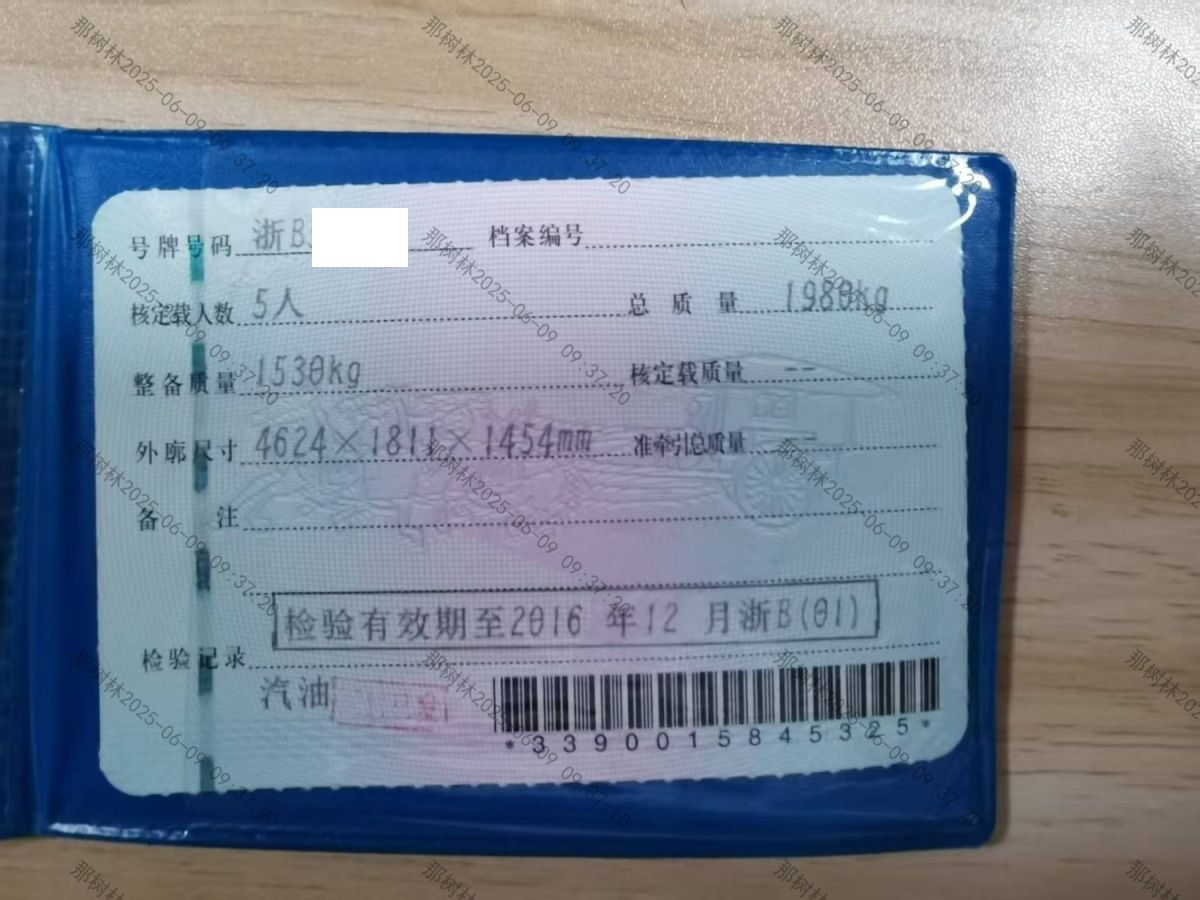 号牌号码 浙B 档案编号
核定载人数 5人 总质量 1980kg
整备质量 1530kg 核定载质量 --
外廓尺寸 4624×1811×1454mm 准牵引总质量 --
备注
检验有效期至2016 年12 月浙B(01)
检验记录
汽油
*3390015845325*
那树林2025-06-09 09:37:20